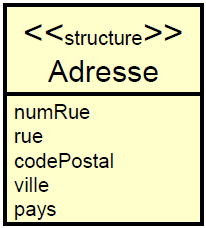 <<structure>>
Adresse
numRue
rue
codePostal
ville
pays